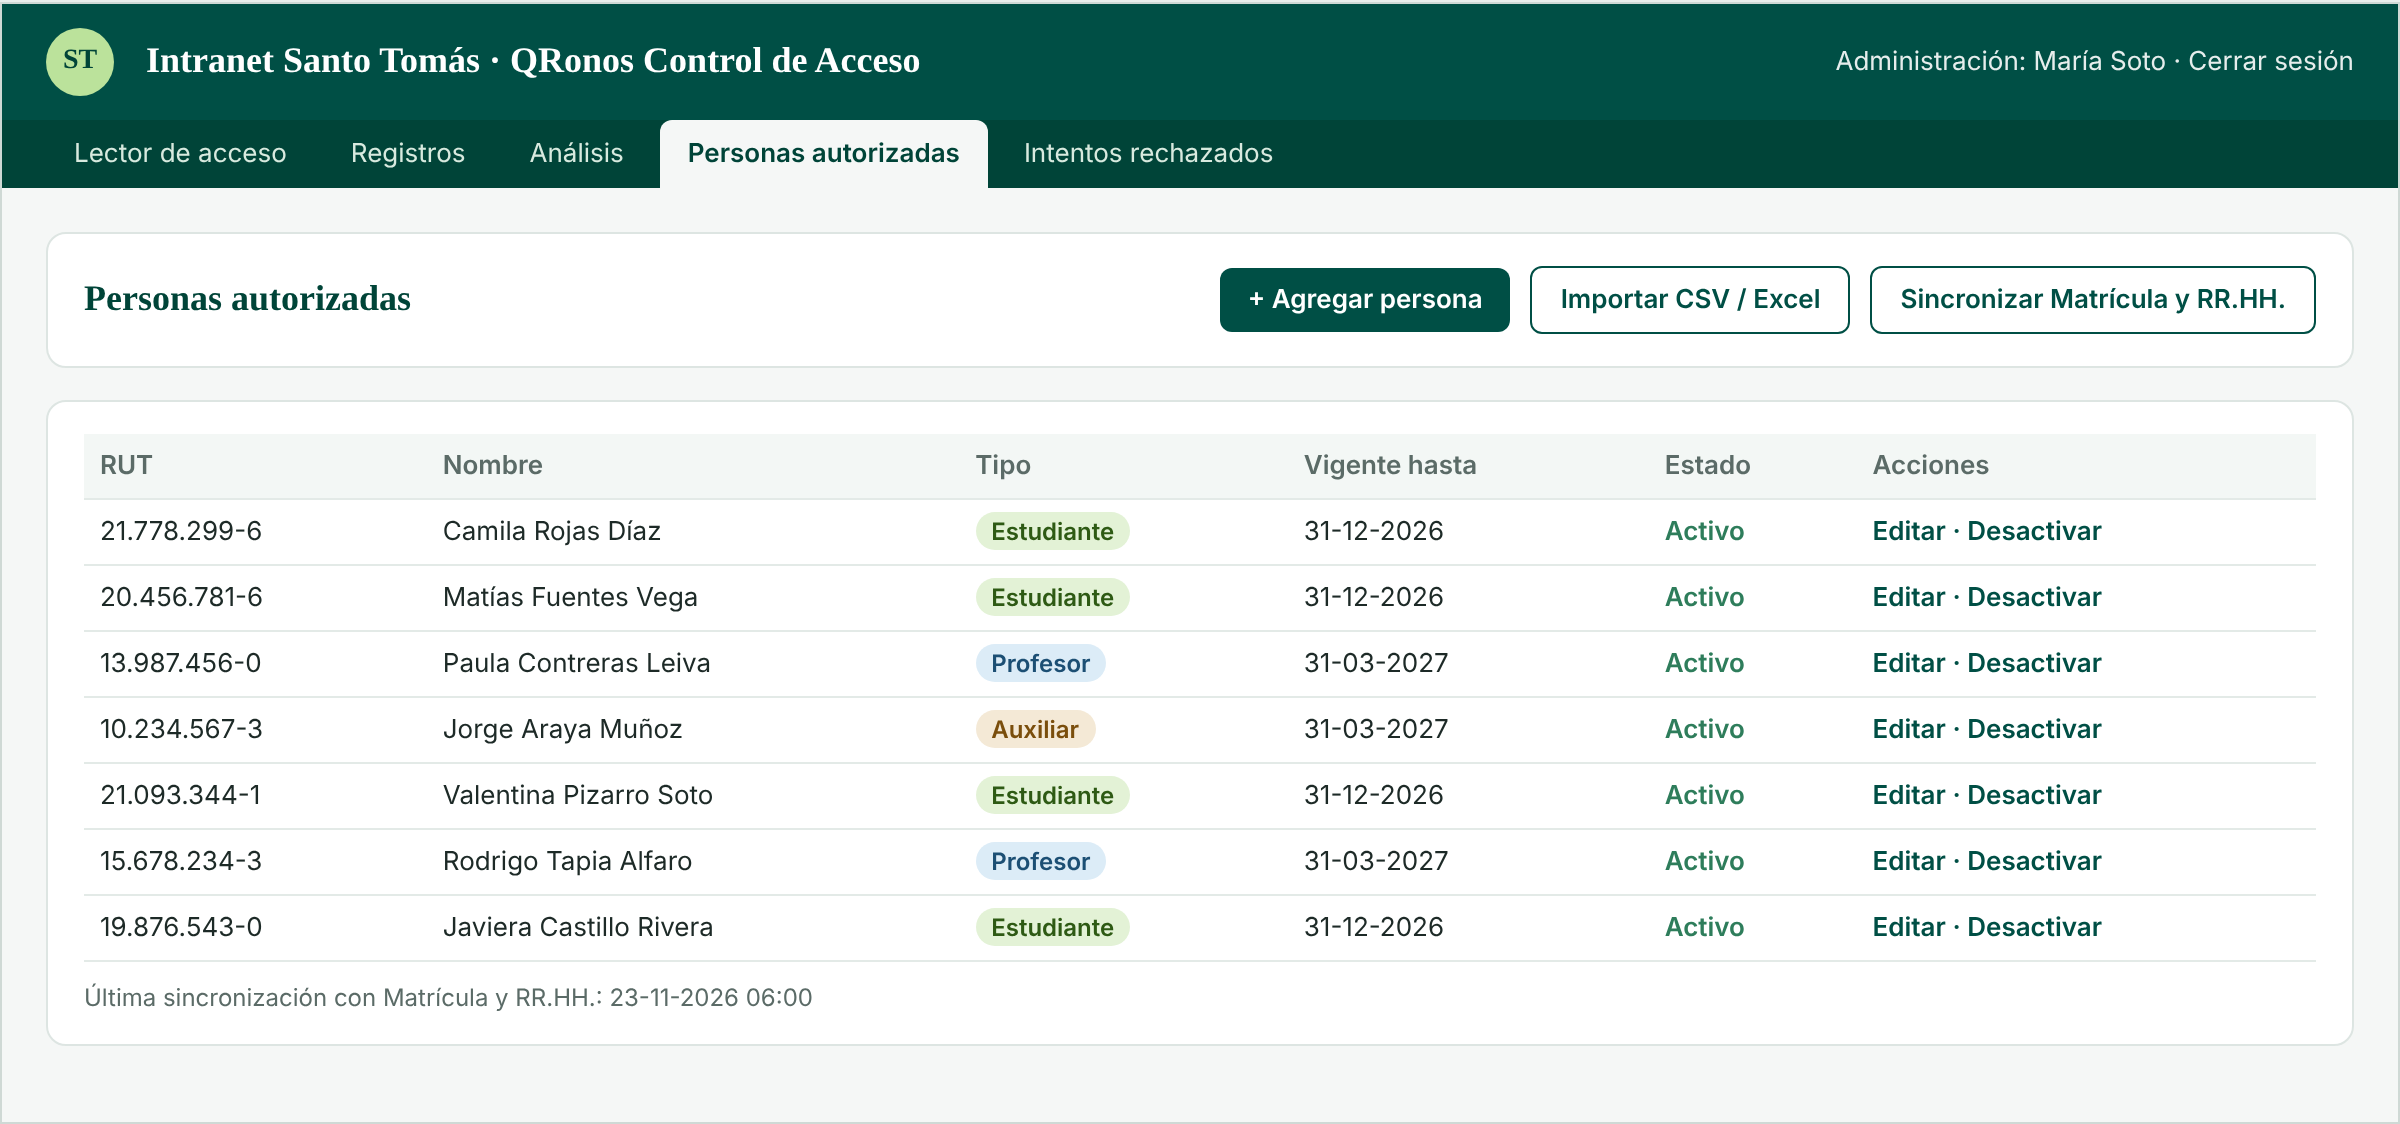 ST
Intranet Santo Tomás · QRonos Control de Acceso
Administración: María Soto · Cerrar sesión
Lector de acceso Registros Análisis Personas autorizadas Intentos rechazados
Personas autorizadas
+ Agregar persona Importar CSV / Excel Sincronizar Matrícula y RR.HH.
RUT Nombre Tipo Vigente hasta Estado Acciones
21.778.299-6 Camila Rojas Díaz Estudiante 31-12-2026 Activo Editar · Desactivar
20.456.781-6 Matías Fuentes Vega Estudiante 31-12-2026 Activo Editar · Desactivar
13.987.456-0 Paula Contreras Leiva Profesor 31-03-2027 Activo Editar · Desactivar
10.234.567-3 Jorge Araya Muñoz Auxiliar 31-03-2027 Activo Editar · Desactivar
21.093.344-1 Valentina Pizarro Soto Estudiante 31-12-2026 Activo Editar · Desactivar
15.678.234-3 Rodrigo Tapia Alfaro Profesor 31-03-2027 Activo Editar · Desactivar
19.876.543-0 Javiera Castillo Rivera Estudiante 31-12-2026 Activo Editar · Desactivar
Última sincronización con Matrícula y RR.HH.: 23-11-2026 06:00